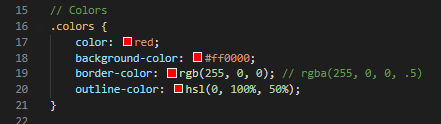 15 // Colors
16 .colors {
17 color: red;
18 background-color: #ff0000;
19 border-color: rgb(255, 0, 0); // rgba(255, 0, 0, .5)
20 outline-color: hsl(0, 100%, 50%);
21 }